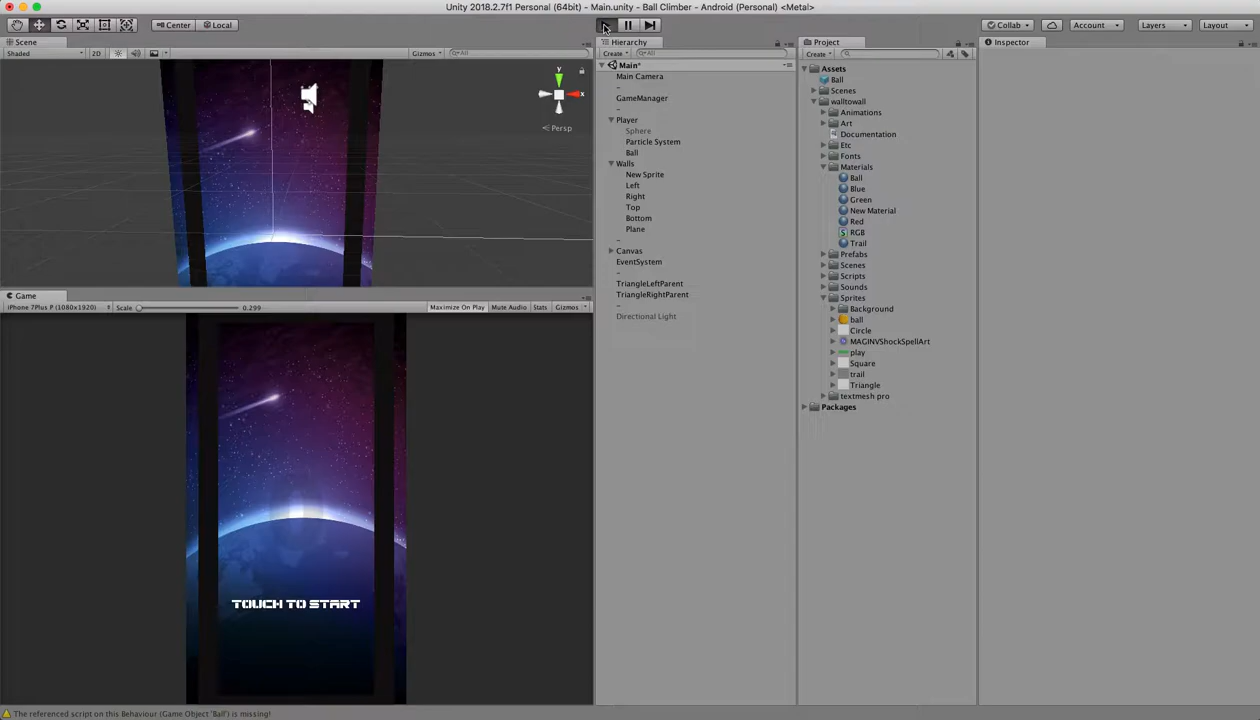 Unity 2018.2.7f1 Personal (64bit) - Main.unity - Ball Climber - Android (Personal) <Metal>
Center Local Collab Account Layers Layout
Scene
Shaded 2D Gizmos All
y
x
Persp
Game
iPhone 7Plus P (1080x1920) Scale 0.299 Maximize On Play Mute Audio Stats Gizmos
TOUCH TO START
Hierarchy
Create All
Main*
Main Camera
-
GameManager
-
Player
Sphere
Particle System
Ball
Walls
New Sprite
Left
Right
Top
Bottom
Plane
-
Canvas
EventSystem
-
TriangleLeftParent
TriangleRightParent
-
Directional Light
Project
Create
Assets
Ball
Scenes
walltowall
Animations
Art
Documentation
Etc
Fonts
Materials
Ball
Blue
Green
New Material
Red
RGB
Trail
Prefabs
Scenes
Scripts
Sounds
Sprites
Background
ball
Circle
MAGINVShockSpellArt
play
Square
trail
Triangle
textmesh pro
Packages
Inspector
The referenced script on this Behaviour (Game Object 'Ball') is missing!